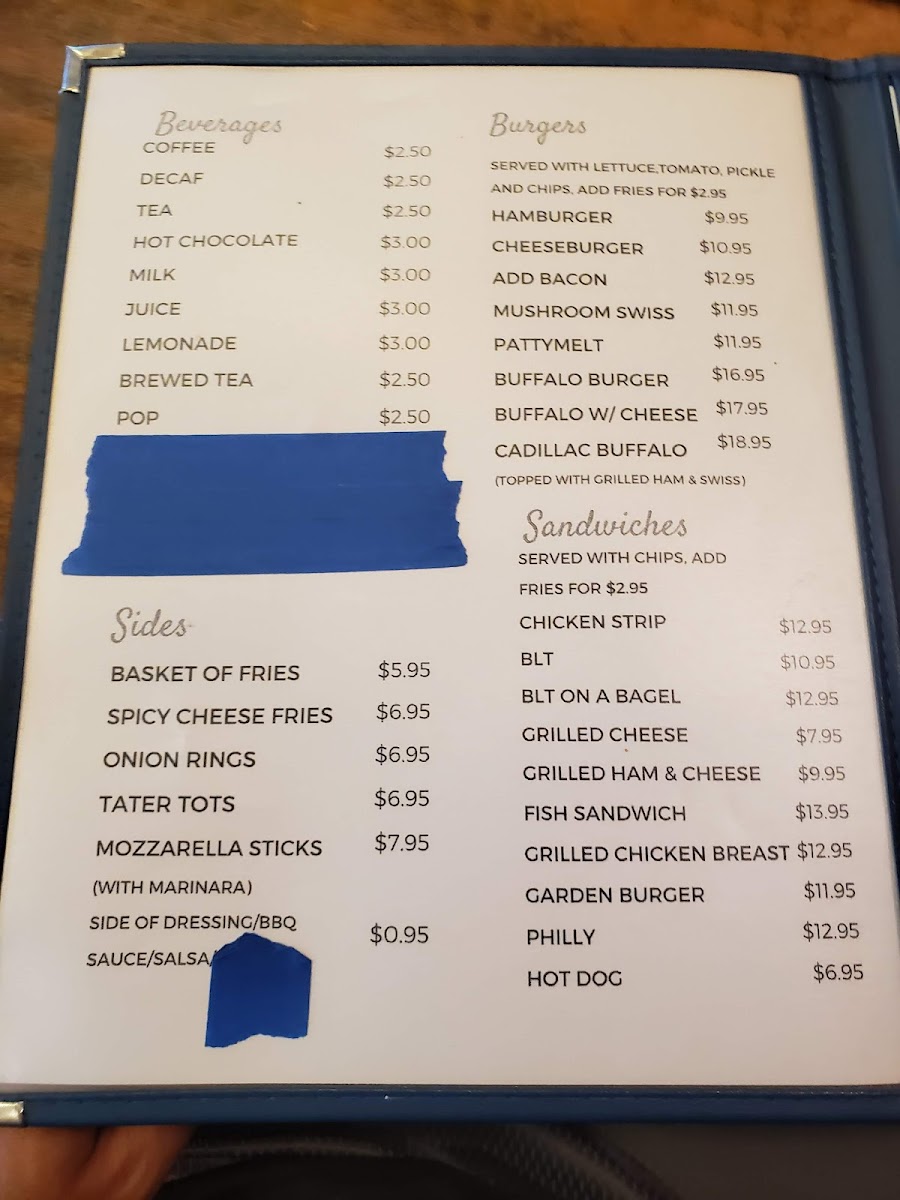 Beverages
COFFEE $2.50
DECAF $2.50
TEA $2.50
HOT CHOCOLATE $3.00
MILK $3.00
JUICE $3.00
LEMONADE $3.00
BREWED TEA $2.50
POP $2.50
Sides
BASKET OF FRIES $5.95
SPICY CHEESE FRIES $6.95
ONION RINGS $6.95
TATER TOTS $6.95
MOZZARELLA STICKS $7.95
(WITH MARINARA)
SIDE OF DRESSING/BBQ
SAUCE/SALSA/ $0.95
Burgers
SERVED WITH LETTUCE,TOMATO, PICKLE
AND CHIPS, ADD FRIES FOR $2.95
HAMBURGER $9.95
CHEESEBURGER $10.95
ADD BACON $12.95
MUSHROOM SWISS $11.95
PATTYMELT $11.95
BUFFALO BURGER $16.95
BUFFALO W/ CHEESE $17.95
CADILLAC BUFFALO $18.95
(TOPPED WITH GRILLED HAM & SWISS)
Sandwiches
SERVED WITH CHIPS, ADD
FRIES FOR $2.95
CHICKEN STRIP $12.95
BLT $10.95
BLT ON A BAGEL $12.95
GRILLED CHEESE $7.95
GRILLED HAM & CHEESE $9.95
FISH SANDWICH $13.95
GRILLED CHICKEN BREAST $12.95
GARDEN BURGER $11.95
PHILLY $12.95
HOT DOG $6.95